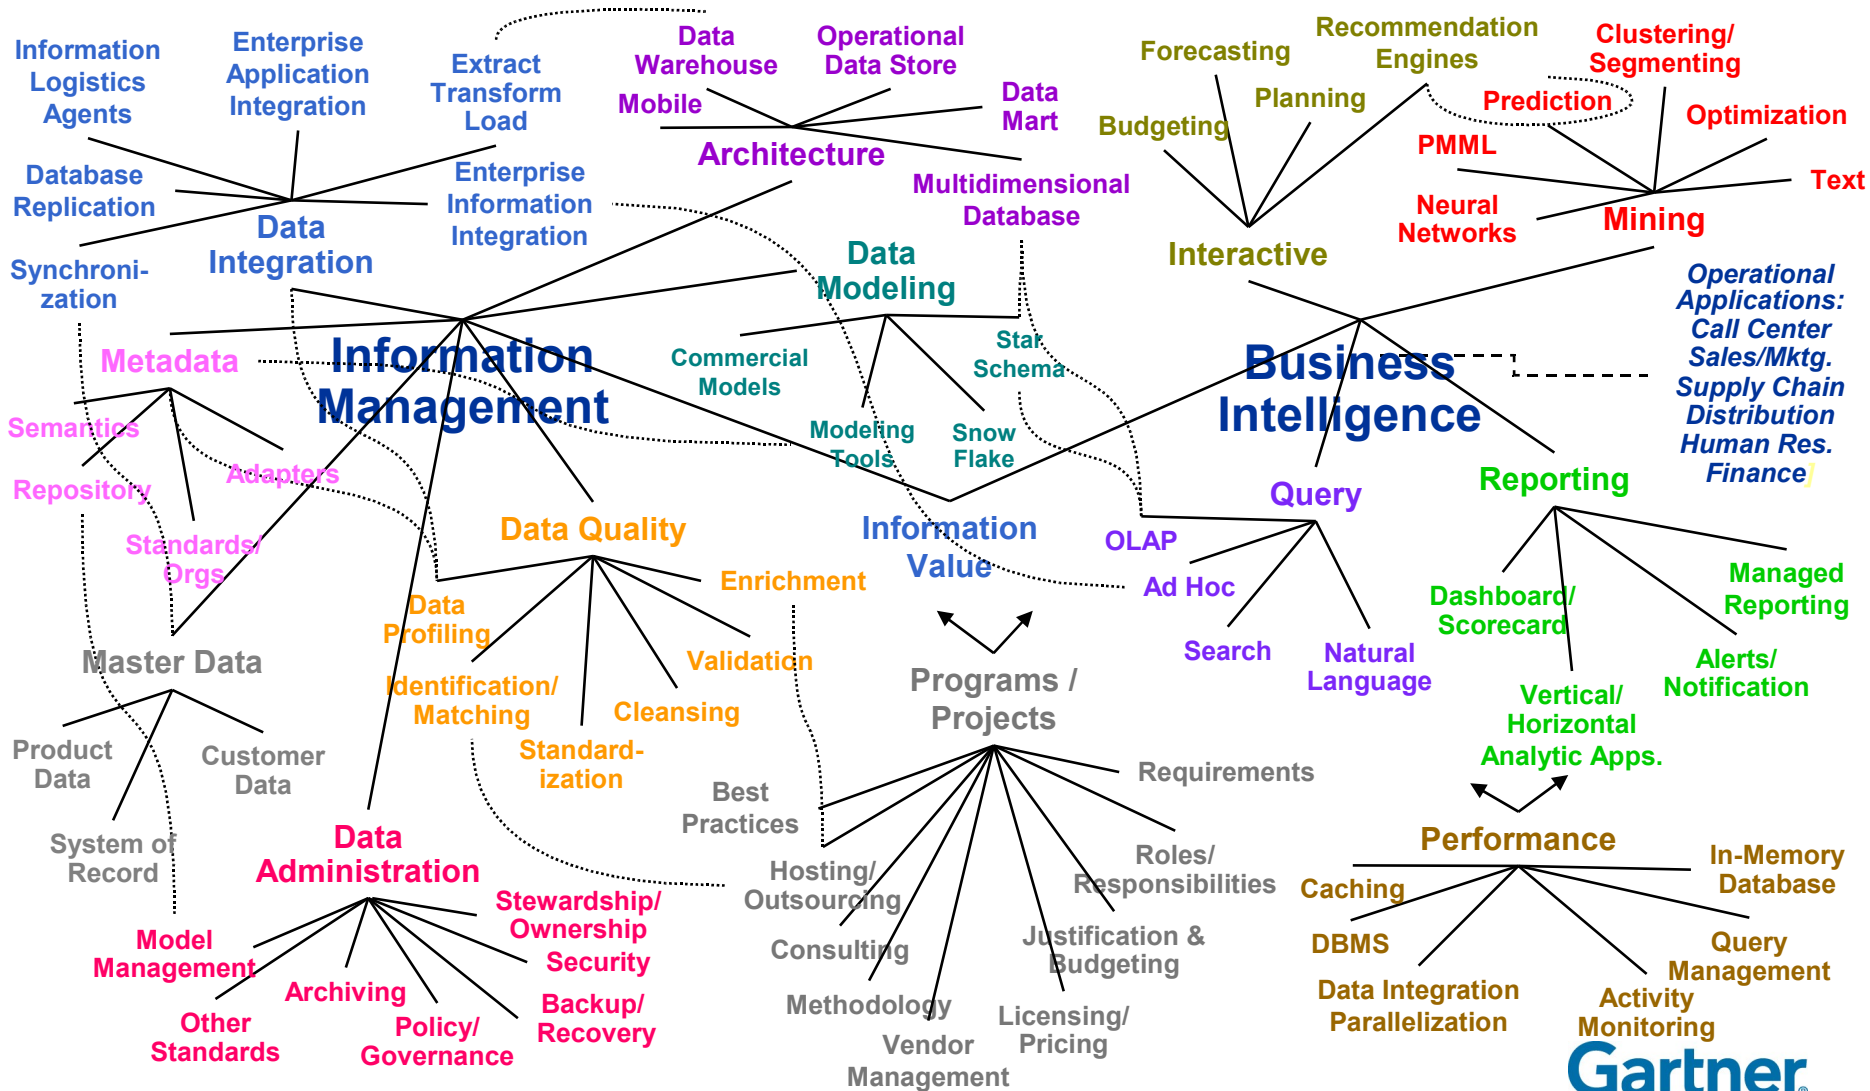 Information
Logistics
Agents
Enterprise
Application
Integration
Extract
Transform
Load
Database
Replication
Enterprise
Information
Integration
Synchroni-
zation
Data
Integration
Data
Warehouse
Operational
Data Store
Mobile
Data
Mart
Architecture
Multidimensional
Database
Forecasting
Recommendation
Engines
Planning
Budgeting
Interactive
Clustering/
Segmenting
Prediction
Optimization
PMML
Text
Neural
Networks
Mining
Operational
Applications:
Call Center
Sales/Mktg.
Supply Chain
Distribution
Human Res.
Finance]
Data
Modeling
Commercial
Models
Star
Schema
Modeling
Tools
Snow
Flake
Information
Management
Business
Intelligence
Metadata
Semantics
Repository
Adapters
Standards/
Orgs
Data Quality
Enrichment
Data
Profiling
Validation
Identification/
Matching
Cleansing
Standard-
ization
Information
Value
Query
OLAP
Ad Hoc
Search
Natural
Language
Reporting
Managed
Reporting
Dashboard/
Scorecard
Alerts/
Notification
Vertical/
Horizontal
Analytic Apps.
Master Data
Product
Data
Customer
Data
System of
Record
Programs /
Projects
Requirements
Best
Practices
Roles/
Responsibilities
Hosting/
Outsourcing
Justification &
Budgeting
Consulting
Methodology
Licensing/
Pricing
Vendor
Management
Data
Administration
Stewardship/
Ownership
Security
Model
Management
Archiving
Backup/
Recovery
Other
Standards
Policy/
Governance
Performance
In-Memory
Database
Caching
DBMS
Query
Management
Data Integration
Parallelization
Activity
Monitoring
Gartner®